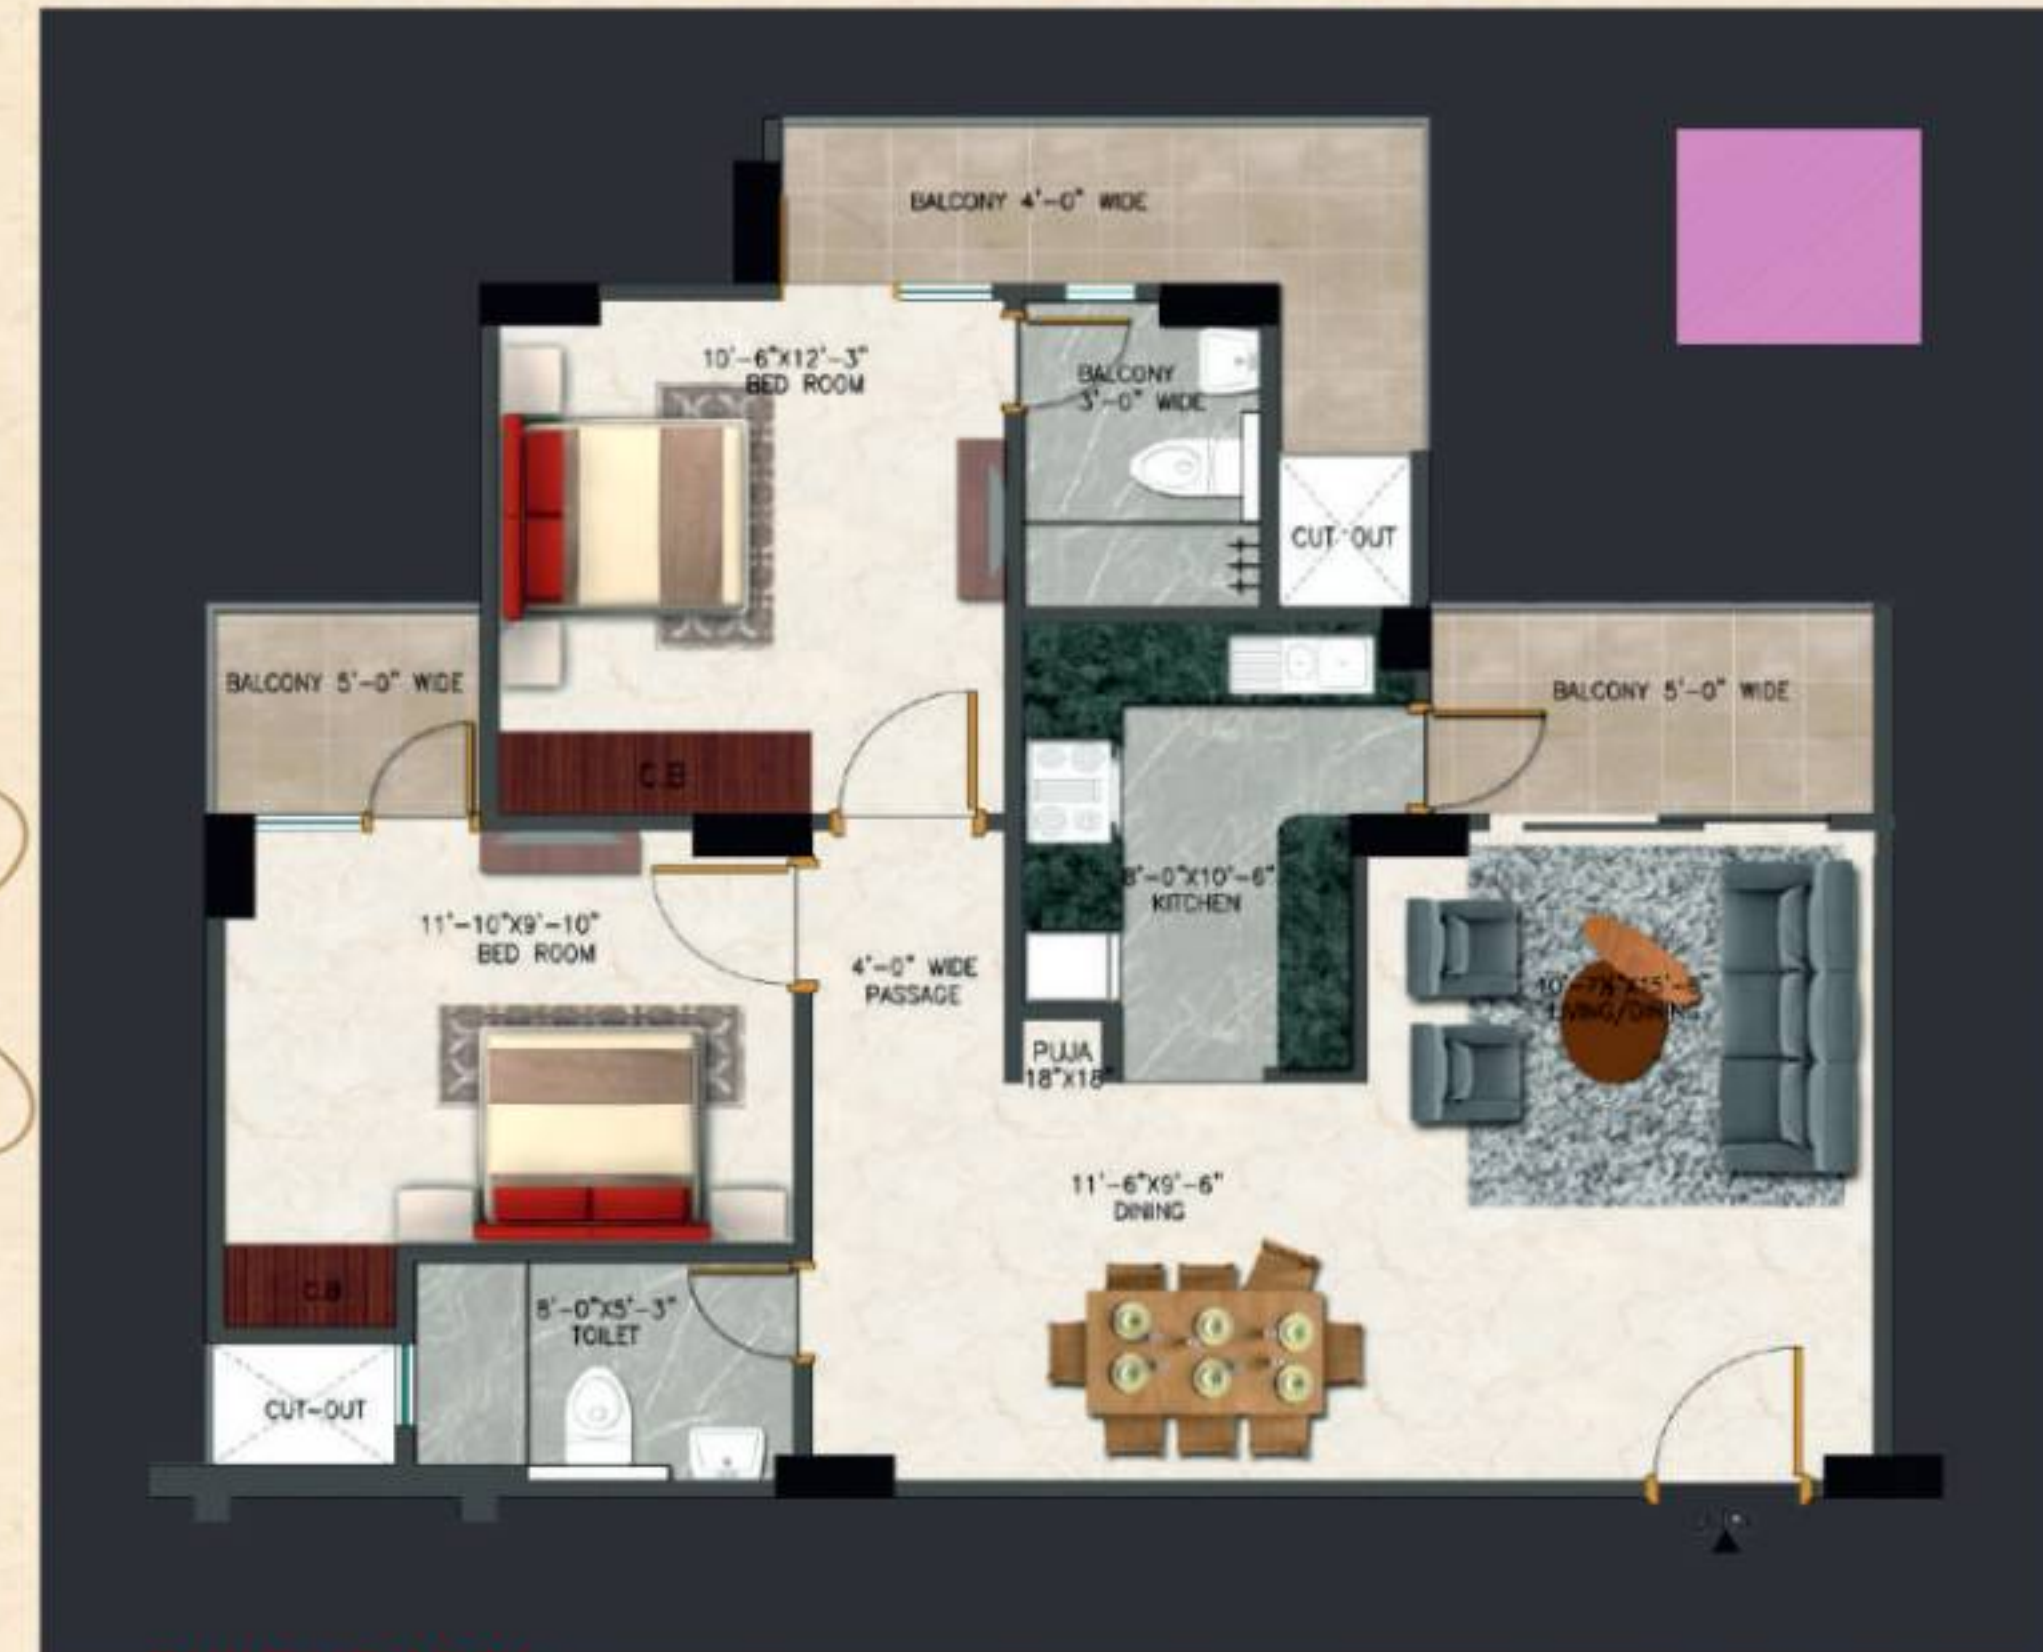 BALCONY 4'-0" WIDE
10'-6"X12'-3"
BED ROOM
BALCONY
3'-0" WIDE
CUT-OUT
BALCONY 5'-0" WIDE
BALCONY 5'-0" WIDE
C.B
8'-0"X10'-6"
KITCHEN
11'-10"X9'-10"
BED ROOM
4'-0" WIDE
PASSAGE
LIVING/DINING
PUJA
18"X18"
11'-6"X9'-6"
DINING
C.B
8'-0"X5'-3"
TOILET
CUT-OUT